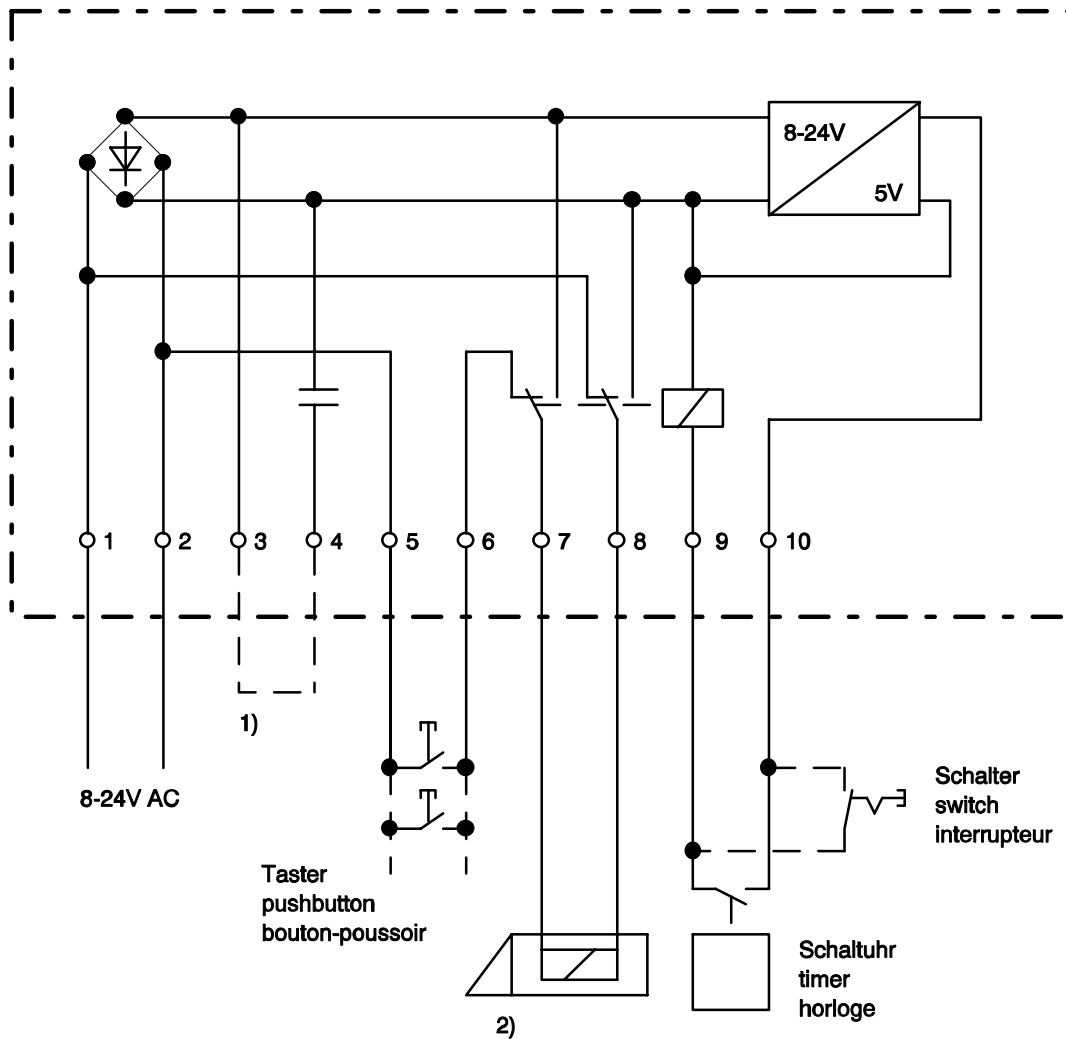 8-24V
5V
1 2 3 4 5 6 7 8 9 10
1)
8-24V AC
Schalter
switch
interrupteur
Taster
pushbutton
bouton-poussoir
Schaltuhr
timer
horloge
2)